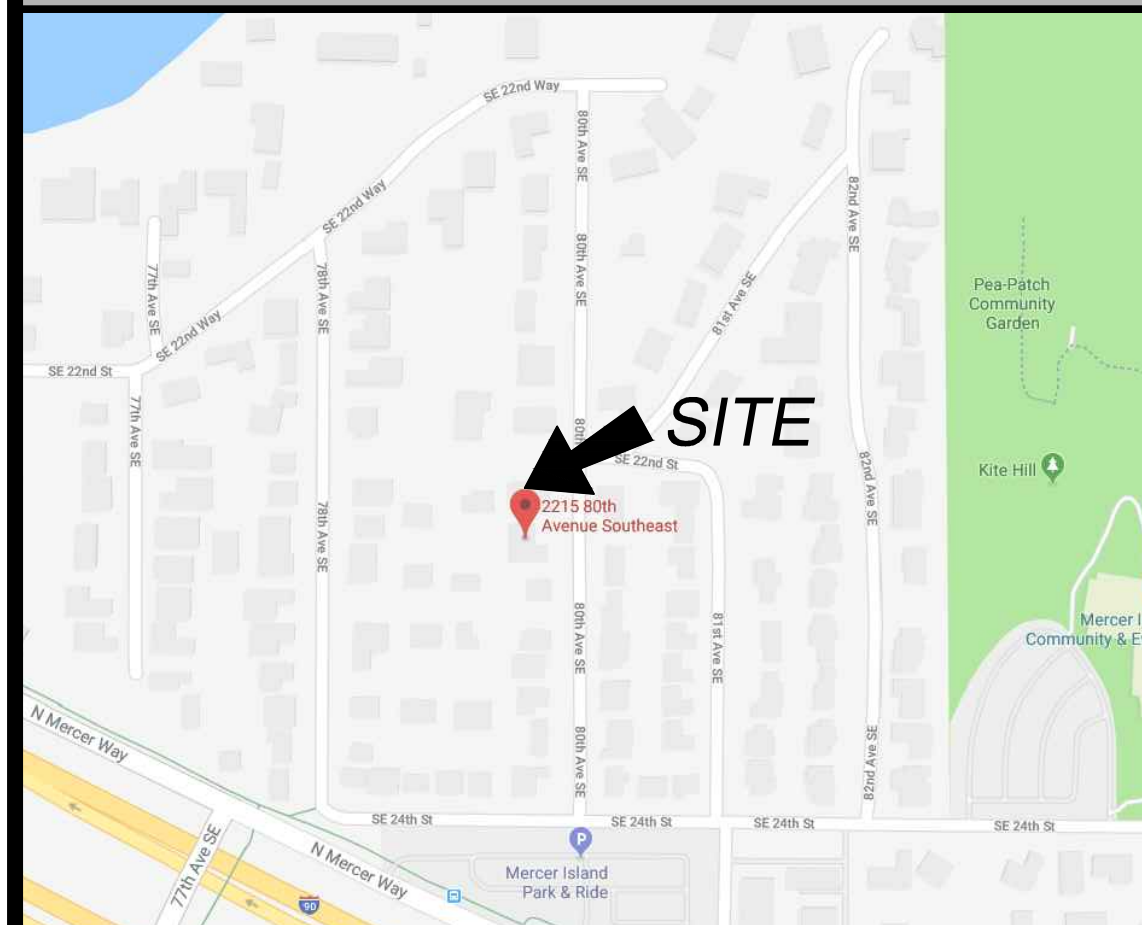 SE 22nd Way
80th Ave SE
82nd Ave SE
SE 22nd Way
80th Ave SE
77th Ave SE
78th Ave SE
81st Ave SE
Pea-Patch
Community
Garden
SE 22nd Way
SE 22nd St
77th Ave SE
SITE
80th
SE 22nd St
82nd Ave SE
Kite Hill
2215 80th
Avenue Southeast
78th Ave SE
80th Ave SE
81st Ave SE
Mercer I
Community & E
N Mercer Way
80th Ave SE
82nd Ave SE
SE 24th St
SE 24th St
SE 24th St
SE 24th St
P
77th Ave SE
N Mercer Way
Mercer Island
Park & Ride
90